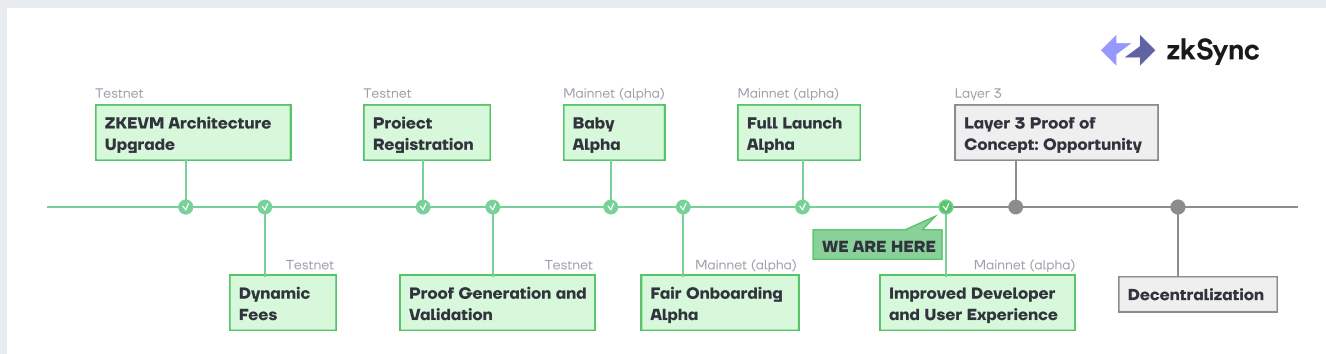 zkSync
Testnet
ZKEVM Architecture
Upgrade
Testnet
Dynamic
Fees
Testnet
Proiect
Registration
Testnet
Proof Generation and
Validation
Mainnet (alpha)
Baby
Alpha
Mainnet (alpha)
Fair Onboarding
Alpha
Mainnet (alpha)
Full Launch
Alpha
WE ARE HERE
Mainnet (alpha)
Improved Developer
and User Experience
Layer 3
Layer 3 Proof of
Concept: Opportunity
Decentralization